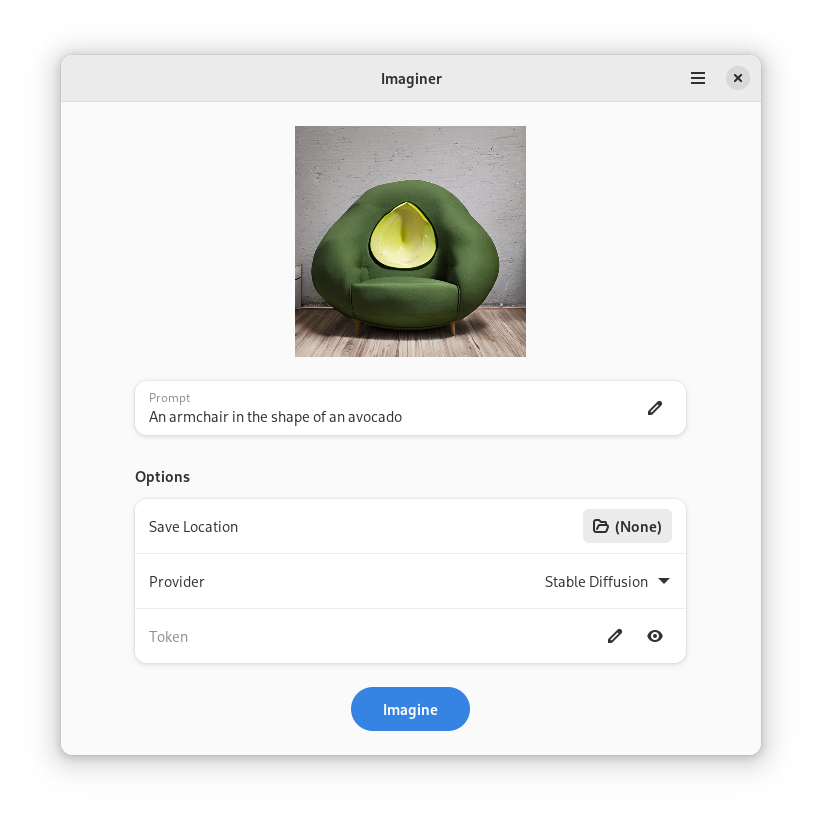 Imaginer
Prompt
An armchair in the shape of an avocado
Options
Save Location
(None)
Provider
Stable Diffusion
Token
Imagine